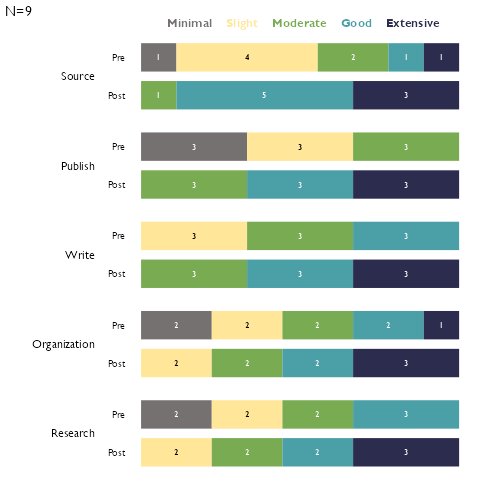 N=9
Minimal Slight Moderate Good Extensive
Pre 1 4 2 1 1
Source
Post 1 5 3
Pre 3 3 3
Publish
Post 3 3 3
Pre 3 3 3
Write
Post 3 3 3
Pre 2 2 2 2 1
Organization
Post 2 2 2 3
Pre 2 2 2 3
Research
Post 2 2 2 3